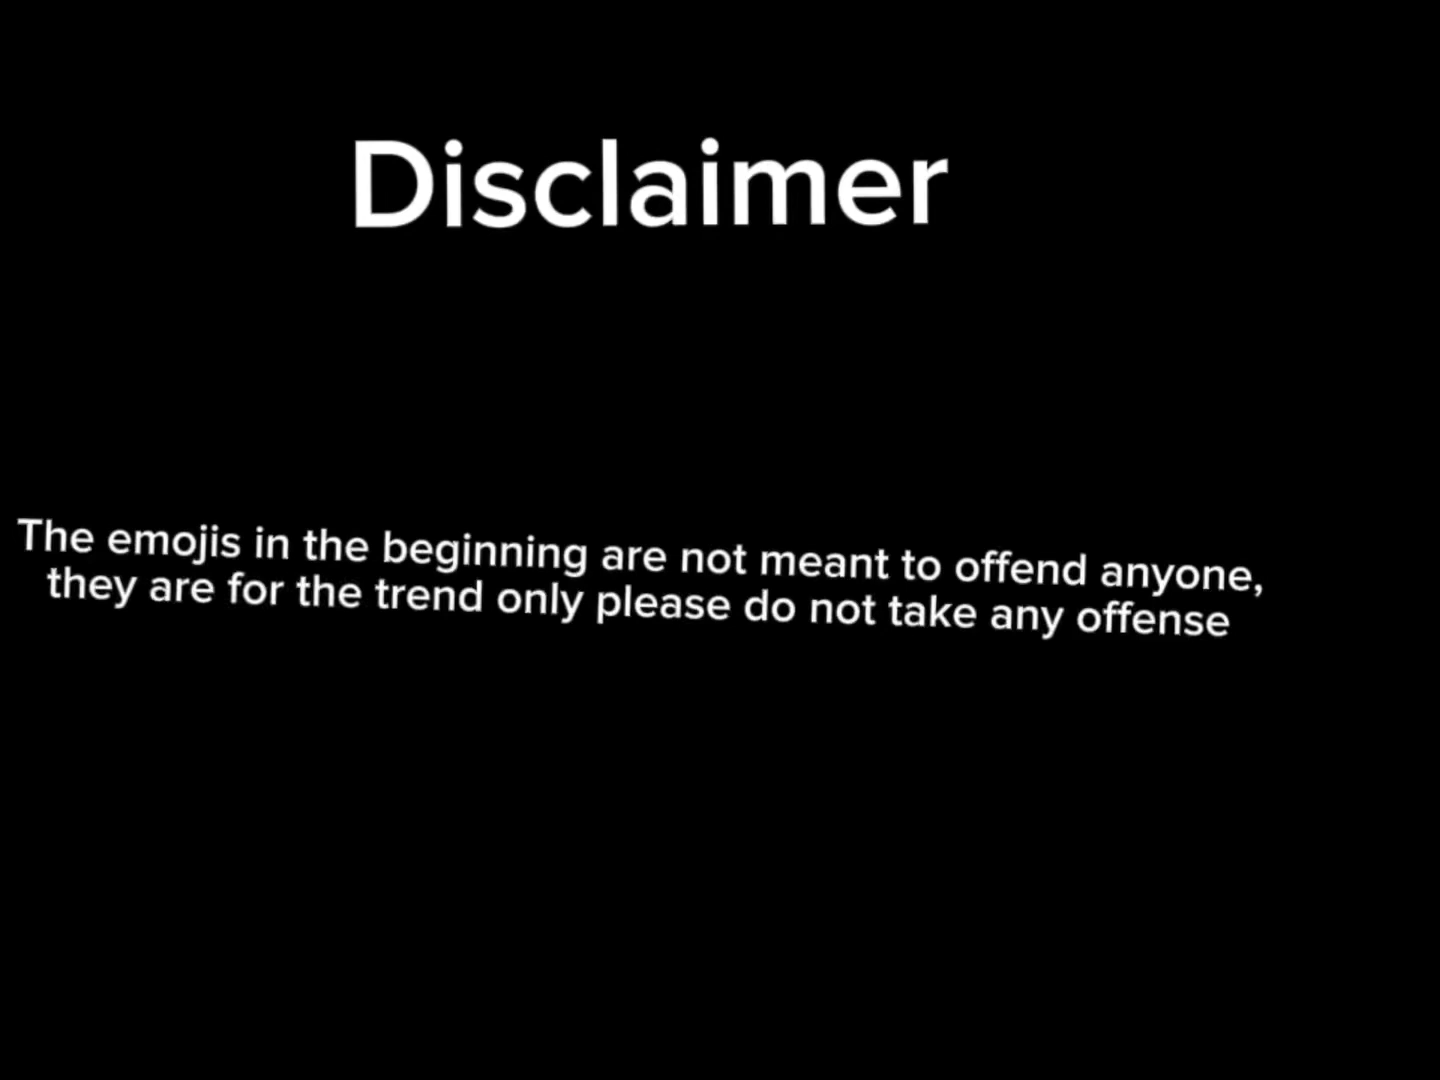 Disclaimer
The emojis in the beginning are not meant to offend anyone,
they are for the trend only please do not take any offense